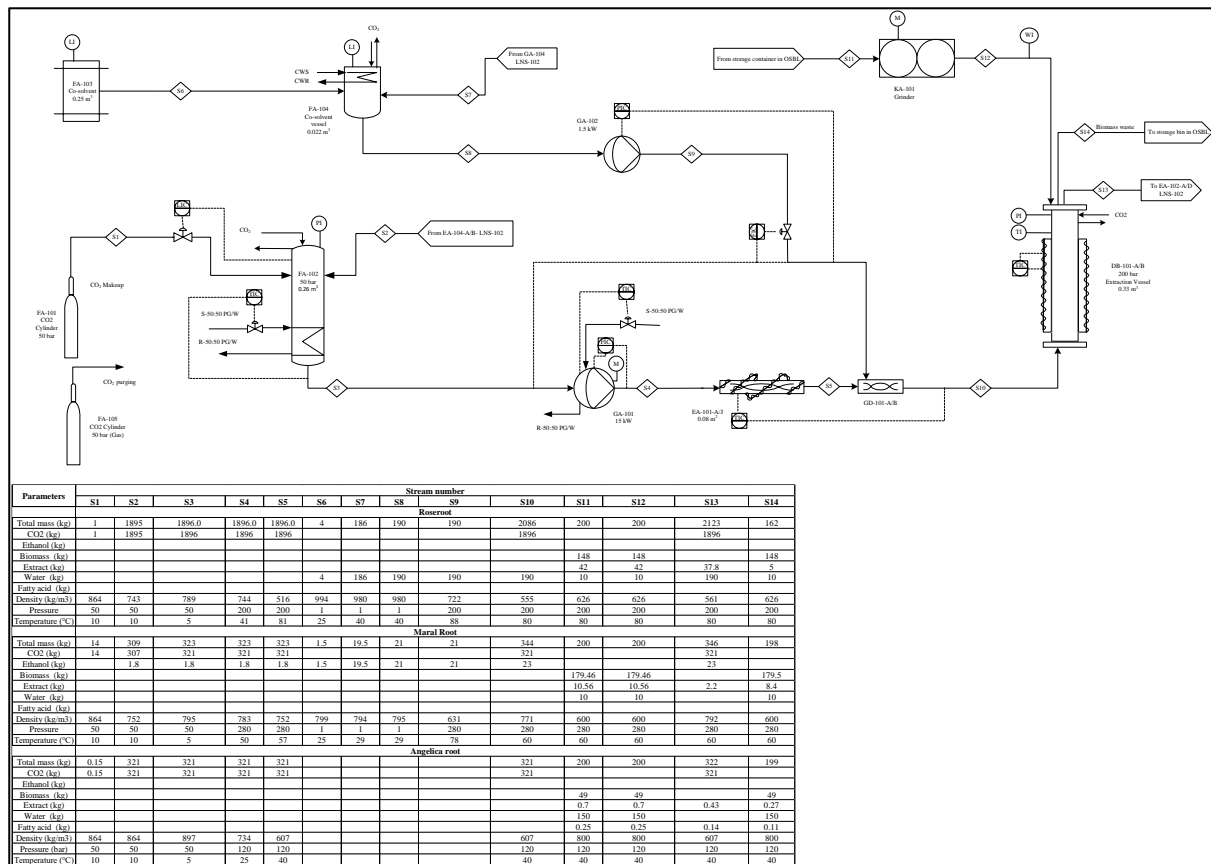 LI
FA-103
Co-solvent
0.25 m³
S6
CO₂
LI
CWS
CWR
FA-104
Co-solvent
vessel
0.022 m³
From GA-104
LNS-102
S7
S8
GA-102
1.5 kW
S9
M
From storage container in OSBL
S11
KA-101
Grinder
S12
WI
S14
Biomass waste
To storage bin in OSBL
S13
To EA-102-A/D
LNS-102
PI
TI
CO2
DB-101-A/B
200 bar
Extraction Vessel
0.33 m³
S1
CO₂ Makeup
FA-101
CO2
Cylinder
50 bar
CO₂ purging
FA-105
CO2 Cylinder
50 bar (Gas)
CO₂
PI
FA-102
50 bar
0.26 m³
S2
From EA-104-A/B- LNS-102
S-50:50 PG/W
R-50:50 PG/W
S3
S-50:50 PG/W
M
GA-101
15 kW
R-50:50 PG/W
S4
EA-101-A/J
0.08 m²
S5
GD-101-A/B
S10
Parameters Stream number
S1 S2 S3 S4 S5 S6 S7 S8 S9 S10 S11 S12 S13 S14
Roseroot
Total mass (kg) 1 1895 1896.0 1896.0 1896.0 4 186 190 190 2086 200 200 2123 162
CO2 (kg) 1 1895 1896 1896 1896 1896 1896
Ethanol (kg)
Biomass (kg) 148 148 148
Extract (kg) 42 42 37.8 5
Water (kg) 4 186 190 190 190 10 10 190 10
Fatty acid (kg)
Density (kg/m3) 864 743 789 744 516 994 980 980 722 555 626 626 561 626
Pressure 50 50 50 200 200 1 1 1 200 200 200 200 200 200
Temperature (°C) 10 10 5 41 81 25 40 40 88 80 80 80 80 80
Maral Root
Total mass (kg) 14 309 323 323 323 1.5 19.5 21 21 344 200 200 346 198
CO2 (kg) 14 307 321 321 321 321 321
Ethanol (kg) 1.8 1.8 1.8 1.8 1.5 19.5 21 21 23 23
Biomass (kg) 179.46 179.46 179.5
Extract (kg) 10.56 10.56 2.2 8.4
Water (kg) 10 10 10
Fatty acid (kg)
Density (kg/m3) 864 752 795 783 752 799 794 795 631 771 600 600 792 600
Pressure 50 50 50 280 280 1 1 1 280 280 280 280 280 280
Temperature (°C) 10 10 5 50 57 25 29 29 78 60 60 60 60 60
Angelica root
Total mass (kg) 0.15 321 321 321 321 321 200 200 322 199
CO2 (kg) 0.15 321 321 321 321 321 321
Ethanol (kg)
Biomass (kg) 49 49 49
Extract (kg) 0.7 0.7 0.43 0.27
Water (kg) 150 150 150
Fatty acid (kg) 0.25 0.25 0.14 0.11
Density (kg/m3) 864 864 897 734 607 607 800 800 607 800
Pressure (bar) 50 50 50 120 120 120 120 120 120 120
Temperature (°C) 10 10 5 25 40 40 40 40 40 40